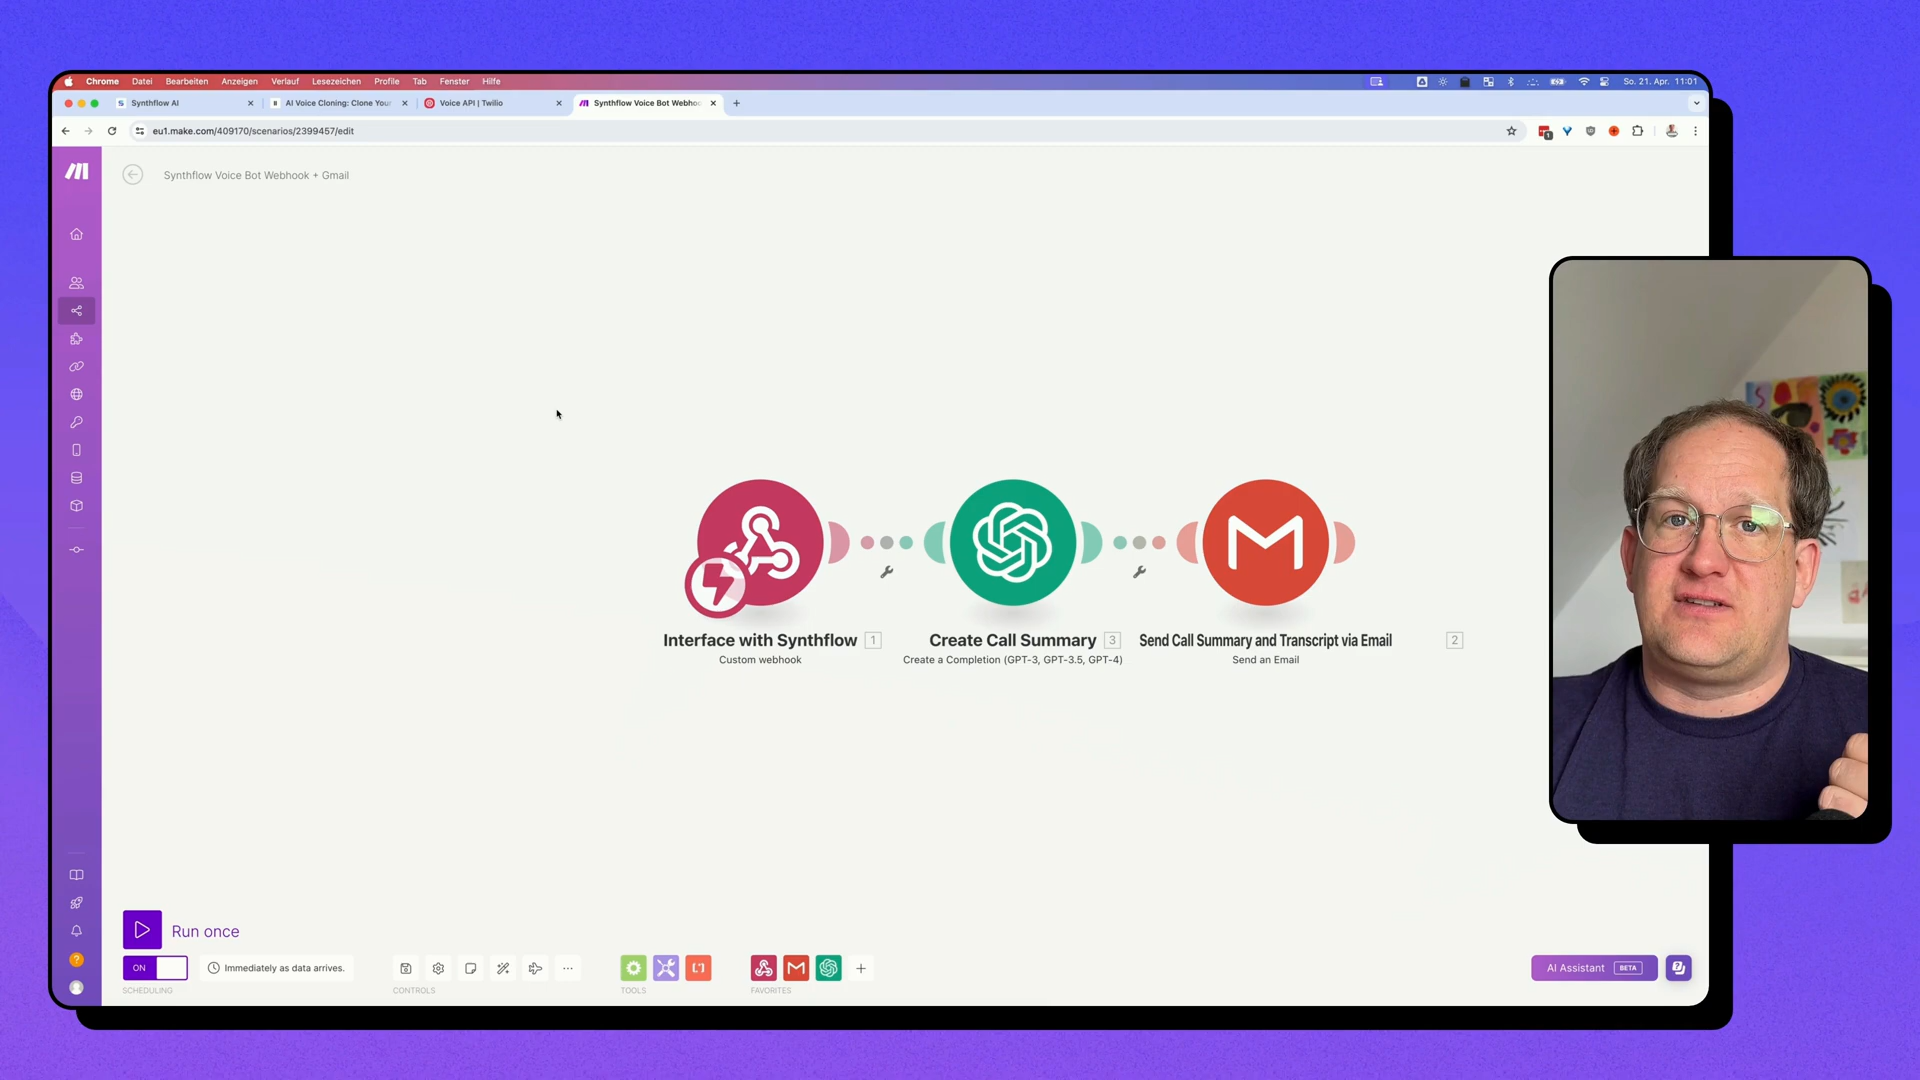 Chrome Datei Bearbeiten Anzeigen Verlauf Lesezeichen Profile Tab Fenster Hilfe So. 21. Apr. 11:01
Synthflow AI AI Voice Cloning: Clone Your Voice API | Twilio Synthflow Voice Bot Webho
eu1.make.com/409170/scenarios/2399457/edit
Synthflow Voice Bot Webhook + Gmail
Interface with Synthflow 1
Custom webhook
Create Call Summary 3
Create a Completion (GPT-3, GPT-3.5, GPT-4)
Send Call Summary and Transcript via Email 2
Send an Email
Run once
ON Immediately as data arrives.
SCHEDULING CONTROLS TOOLS FAVORITES
AI Assistant BETA